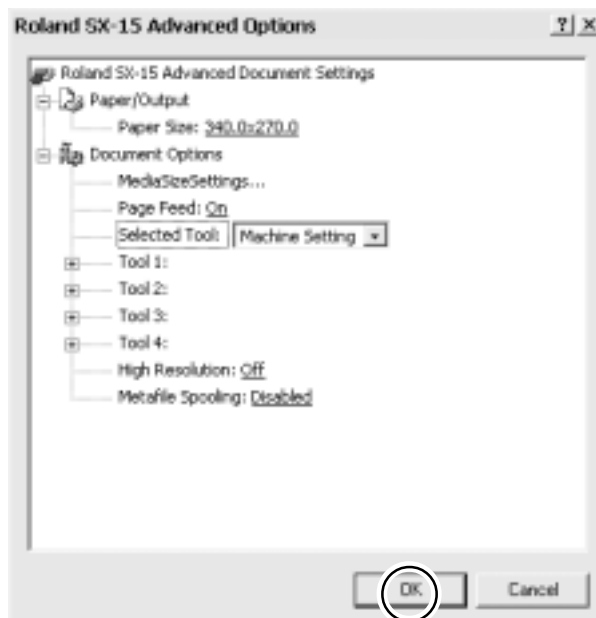 Roland SX-15 Advanced Options
Roland SX-15 Advanced Document Settings
Paper/Output
Paper Size: 340.0x270.0
Document Options
MediaSizeSettings...
Page Feed: On
Selected Tool: Machine Setting
Tool 1:
Tool 2:
Tool 3:
Tool 4:
High Resolution: Off
Metafile Spooling: Disabled
OK Cancel